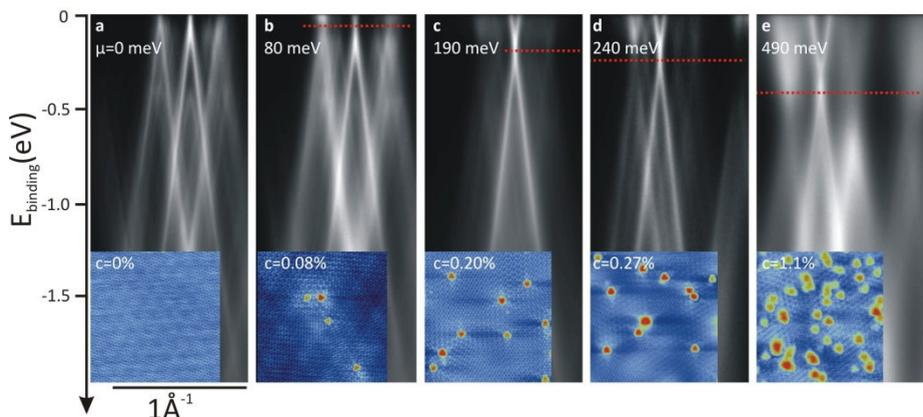 0
-0.5
-1.0
-1.5
E binding (eV)
a
μ=0 meV
c=0%
b
80 meV
c=0.08%
c
190 meV
c=0.20%
d
240 meV
c=0.27%
e
490 meV
c=1.1%
1Å⁻¹